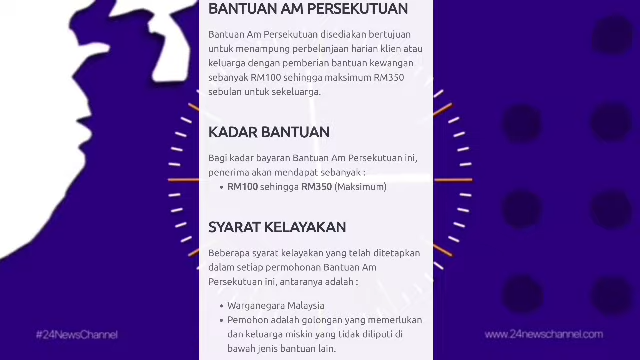 BANTUAN AM PERSEKUTUAN
Bantuan Am Persekutuan disediakan bertujuan
untuk menampung perbelanjaan harian klien atau
keluarga dengan pemberian bantuan kewangan
sebanyak RM100 sehingga maksimum RM350
sebulan untuk sekeluarga.
KADAR BANTUAN
Bagi kadar bayaran Bantuan Am Persekutuan ini,
penerima akan mendapat sebanyak :
• RM100 sehingga RM350 (Maksimum)
SYARAT KELAYAKAN
Beberapa syarat kelayakan yang telah ditetapkan
dalam setiap permohonan Bantuan Am
Persekutuan ini, antaranya adalah :
• Warganegara Malaysia
• Pemohon adalah golongan yang memerlukan
dan keluarga miskin yang tidak diliputi di
bawah jenis bantuan lain.
#24NewsChannel
www.24newschannel.com